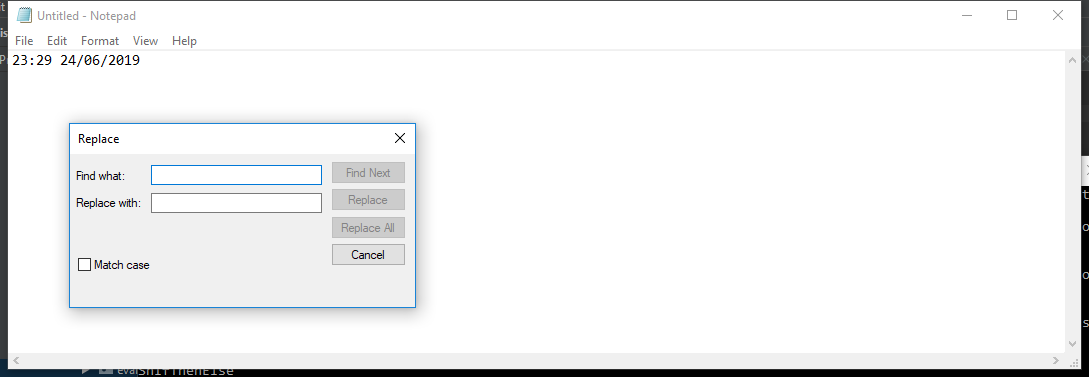 Untitled - Notepad
File Edit Format View Help
23:29 24/06/2019
Replace
Find what:
Find Next
Replace with:
Replace
Replace All
Cancel
Match case